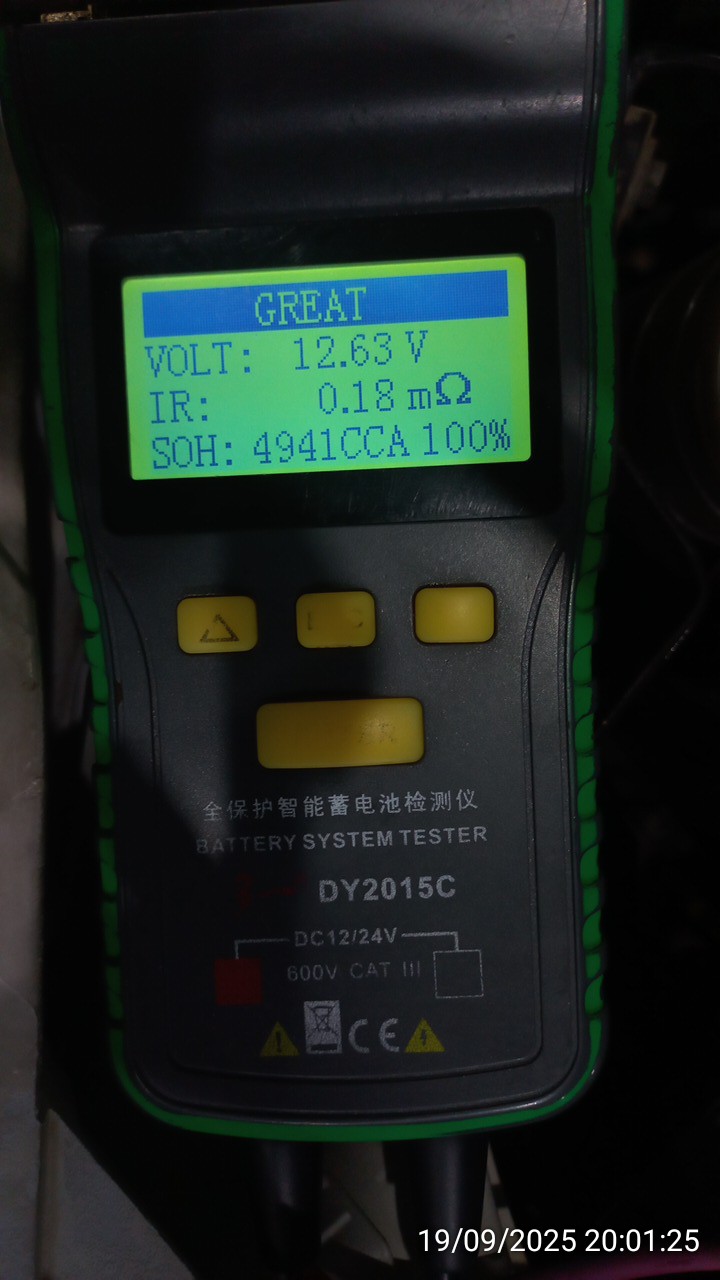 GREAT
VOLT: 12.63 V
IR: 0.18 mΩ
SOH: 4941CCA 100%
全保护智能蓄电池检测仪
BATTERY SYSTEM TESTER
DY2015C
DC12/24V
600V CAT III
CE
19/09/2025 20:01:25